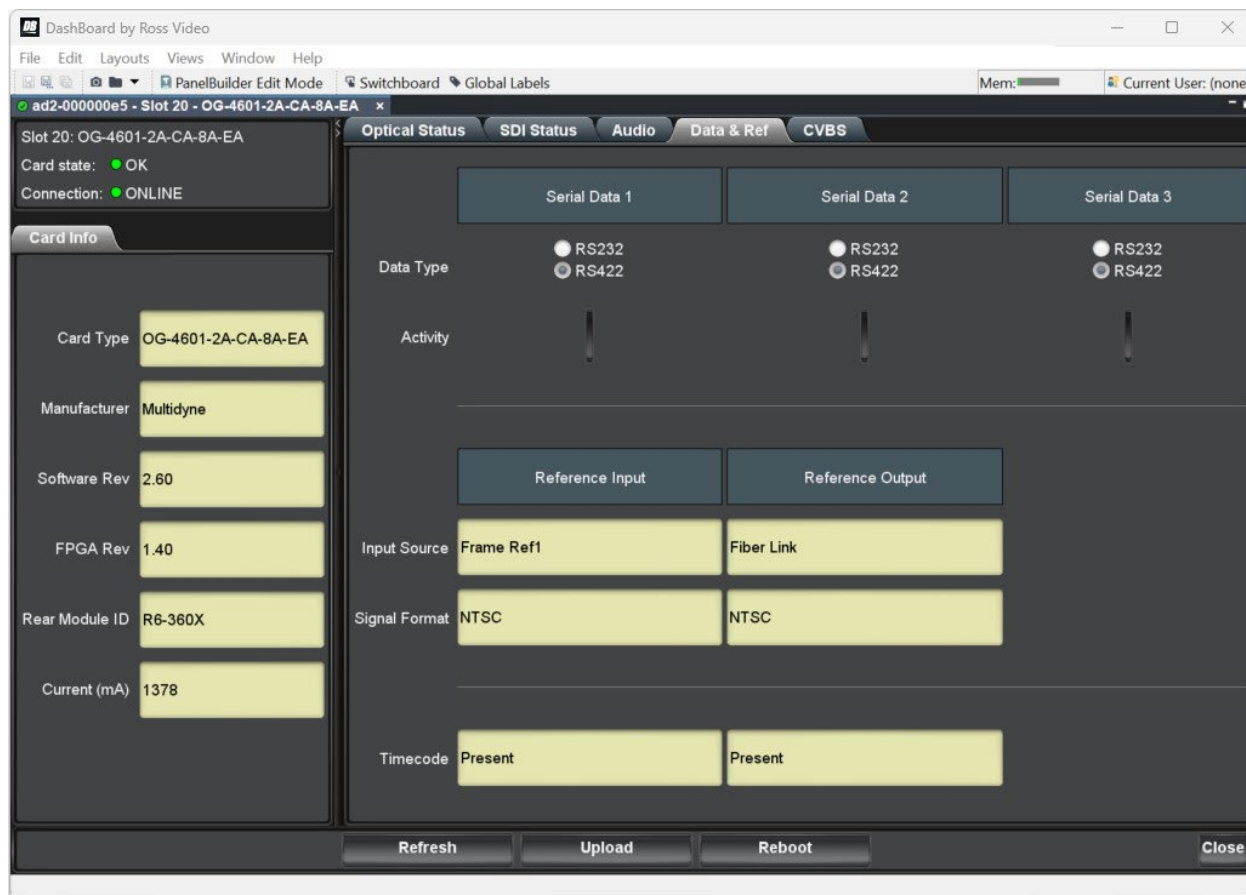 DB DashBoard by Ross Video
File Edit Layouts Views Window Help
PanelBuilder Edit Mode Switchboard Global Labels Mem: Current User: (none
ad2-000000e5 - Slot 20 - OG-4601-2A-CA-8A-EA
Slot 20: OG-4601-2A-CA-8A-EA
Card state: OK
Connection: ONLINE
Card Info
Card Type OG-4601-2A-CA-8A-EA
Manufacturer Multidyne
Software Rev 2.60
FPGA Rev 1.40
Rear Module ID R6-360X
Current (mA) 1378
Optical Status SDI Status Audio Data & Ref CVBS
Serial Data 1 Serial Data 2 Serial Data 3
Data Type
RS232 RS232 RS232
RS422 RS422 RS422
Activity
Reference Input Reference Output
Input Source Frame Ref1 Fiber Link
Signal Format NTSC NTSC
Timecode Present Present
Refresh Upload Reboot Close